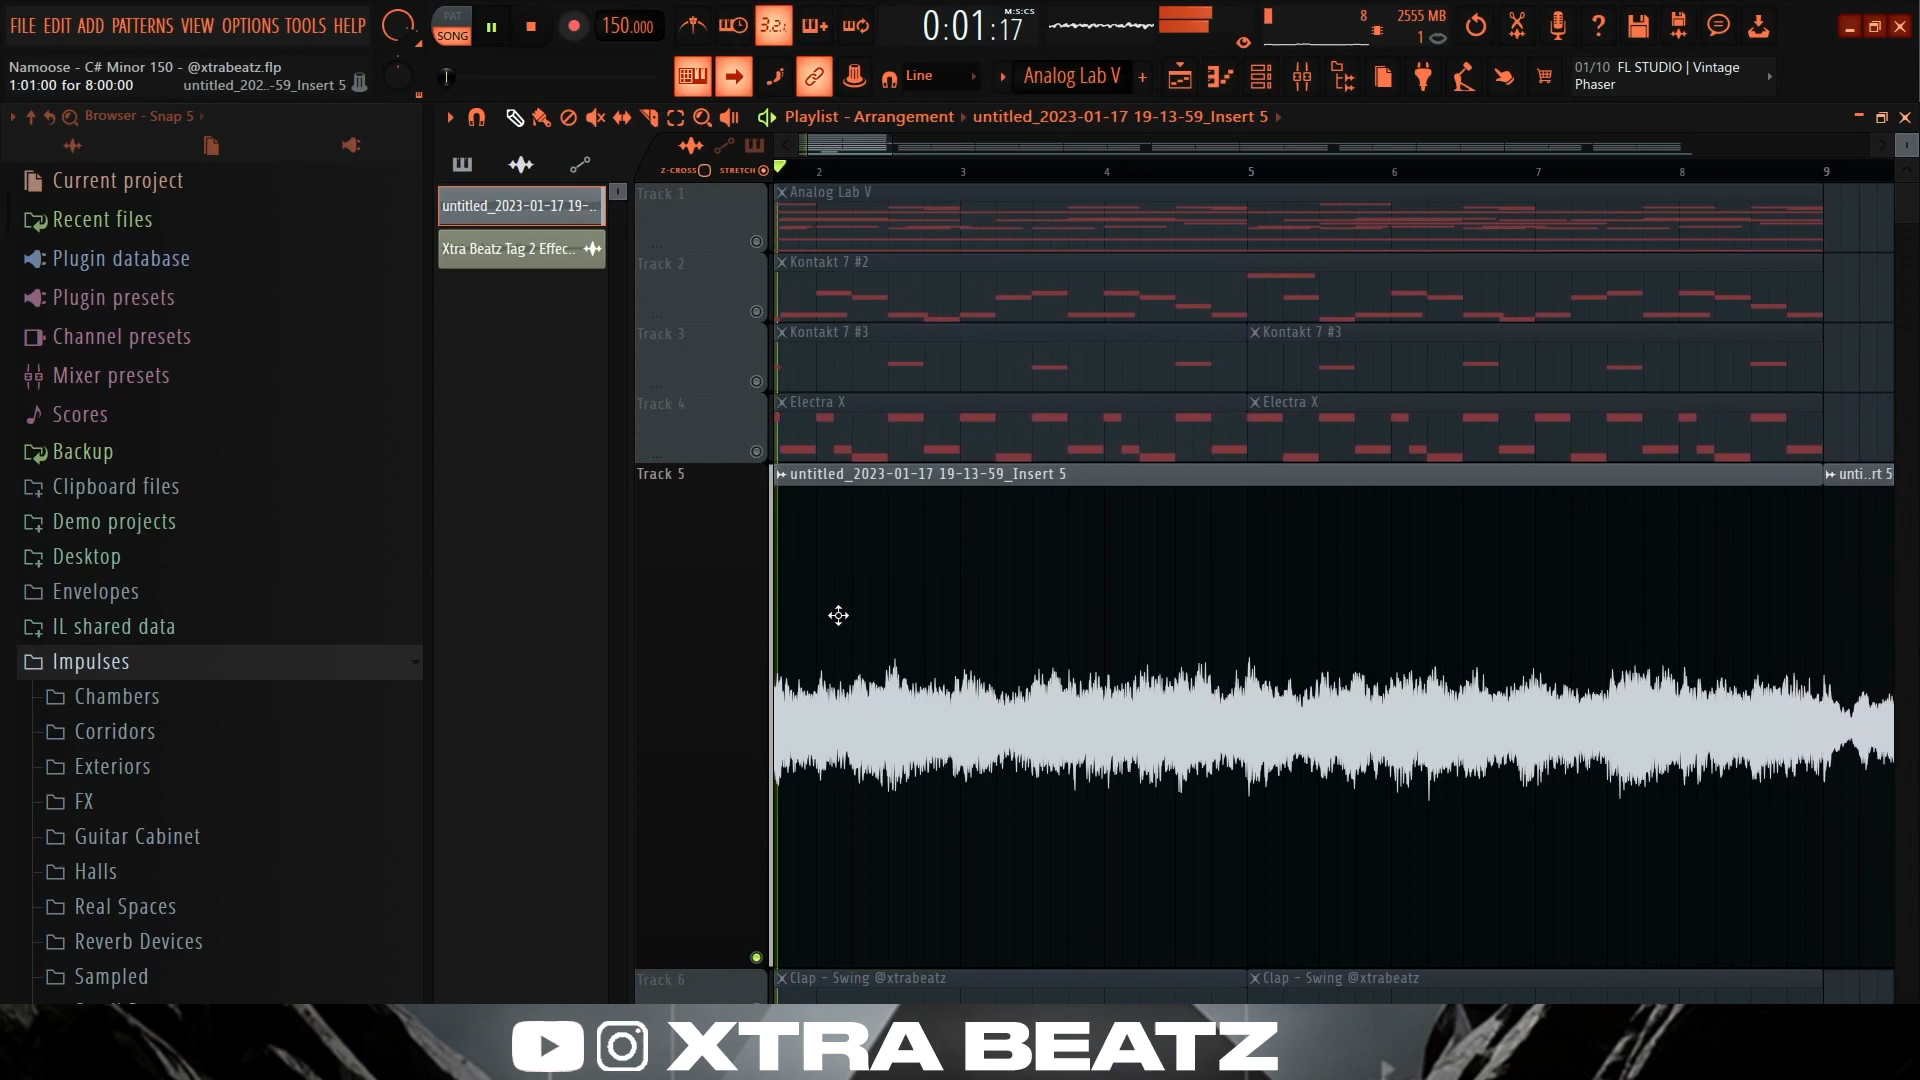 FILE EDIT ADD PATTERNS VIEW OPTIONS TOOLS HELP
PAT
SONG
150.000
3.2.
0:01:17
M:S:CS
8
2555 MB
1
Namoose - C# Minor 150 - @xtrabeatz.flp
1:01:00 for 8:00:00
untitled_202..-59_Insert 5
Line
Analog Lab V
01/10 FL STUDIO | Vintage
Phaser
Browser - Snap 5
Playlist - Arrangement
untitled_2023-01-17 19-13-59_Insert 5
Z-CROSS
STRETCH
2
3
4
5
6
7
8
9
Current project
Recent files
Plugin database
Plugin presets
Channel presets
Mixer presets
Scores
Backup
Clipboard files
Demo projects
Desktop
Envelopes
IL shared data
Impulses
Chambers
Corridors
Exteriors
FX
Guitar Cabinet
Halls
Real Spaces
Reverb Devices
Sampled
untitled_2023-01-17 19-..
Xtra Beatz Tag 2 Effec..
Track 1
Analog Lab V
Track 2
Kontakt 7 #2
Track 3
Kontakt 7 #3
Kontakt 7 #3
Track 4
Electra X
Electra X
Track 5
untitled_2023-01-17 19-13-59_Insert 5
unti..rt 5
Track 6
Clap - Swing @xtrabeatz
Clap - Swing @xtrabeatz
XTRA BEATZ